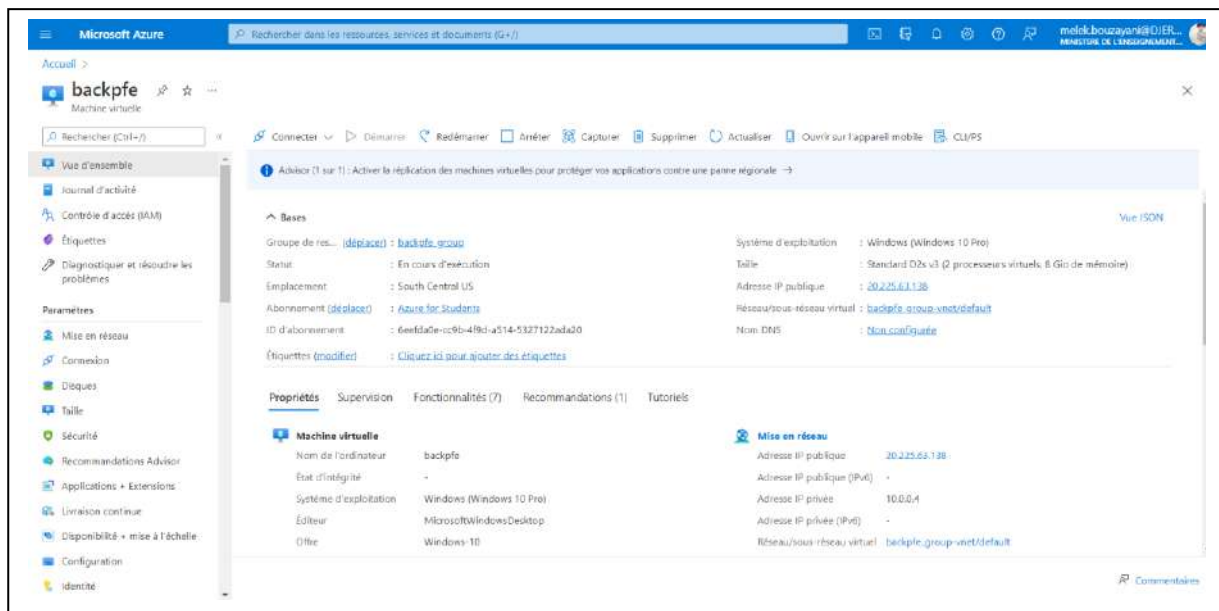 Microsoft Azure
Rechercher dans les ressources, services et documents (G+/)
melek.bouzayani@DJER...
MINISTERE DE L'ENSEIGNEMENT...
Accueil >
backpfe
Machine virtuelle
Rechercher (Ctrl+/)
Connecter Démarrer Redémarrer Arrêter Capturer Supprimer Actualiser Ouvrir sur l'appareil mobile CLI/PS
Vue d'ensemble
Journal d'activité
Contrôle d'accès (IAM)
Étiquettes
Diagnostiquer et résoudre les
problèmes
Paramètres
Mise en réseau
Connexion
Disques
Taille
Sécurité
Recommandations Advisor
Applications + Extensions
Livraison continue
Disponibilité + mise à l'échelle
Configuration
Identité
Advisor (1 sur 1) : Activer la réplication des machines virtuelles pour protéger vos applications contre une panne régionale →
Bases
Vue JSON
Groupe de res... (déplacer) : backpfe_group
Statut : En cours d'exécution
Emplacement : South Central US
Abonnement (déplacer) : Azure for Students
ID d'abonnement : 6eefda0e-cc9b-4f9d-a514-5327122ada20
Étiquettes (modifier) : Cliquez ici pour ajouter des étiquettes
Système d'exploitation : Windows (Windows 10 Pro)
Taille : Standard D2s v3 (2 processeurs virtuels, 8 Gio de mémoire)
Adresse IP publique : 20.225.63.138
Réseau/sous-réseau virtuel : backpfe_group-vnet/default
Nom DNS : Non configurée
Propriétés Supervision Fonctionnalités (7) Recommandations (1) Tutoriels
Machine virtuelle
Nom de l'ordinateur backpfe
État d'intégrité -
Système d'exploitation Windows (Windows 10 Pro)
Éditeur MicrosoftWindowsDesktop
Offre Windows-10
Mise en réseau
Adresse IP publique 20.225.63.138
Adresse IP publique (IPv6) -
Adresse IP privée 10.0.0.4
Adresse IP privée (IPv6) -
Réseau/sous-réseau virtuel backpfe_group-vnet/default
Commentaires